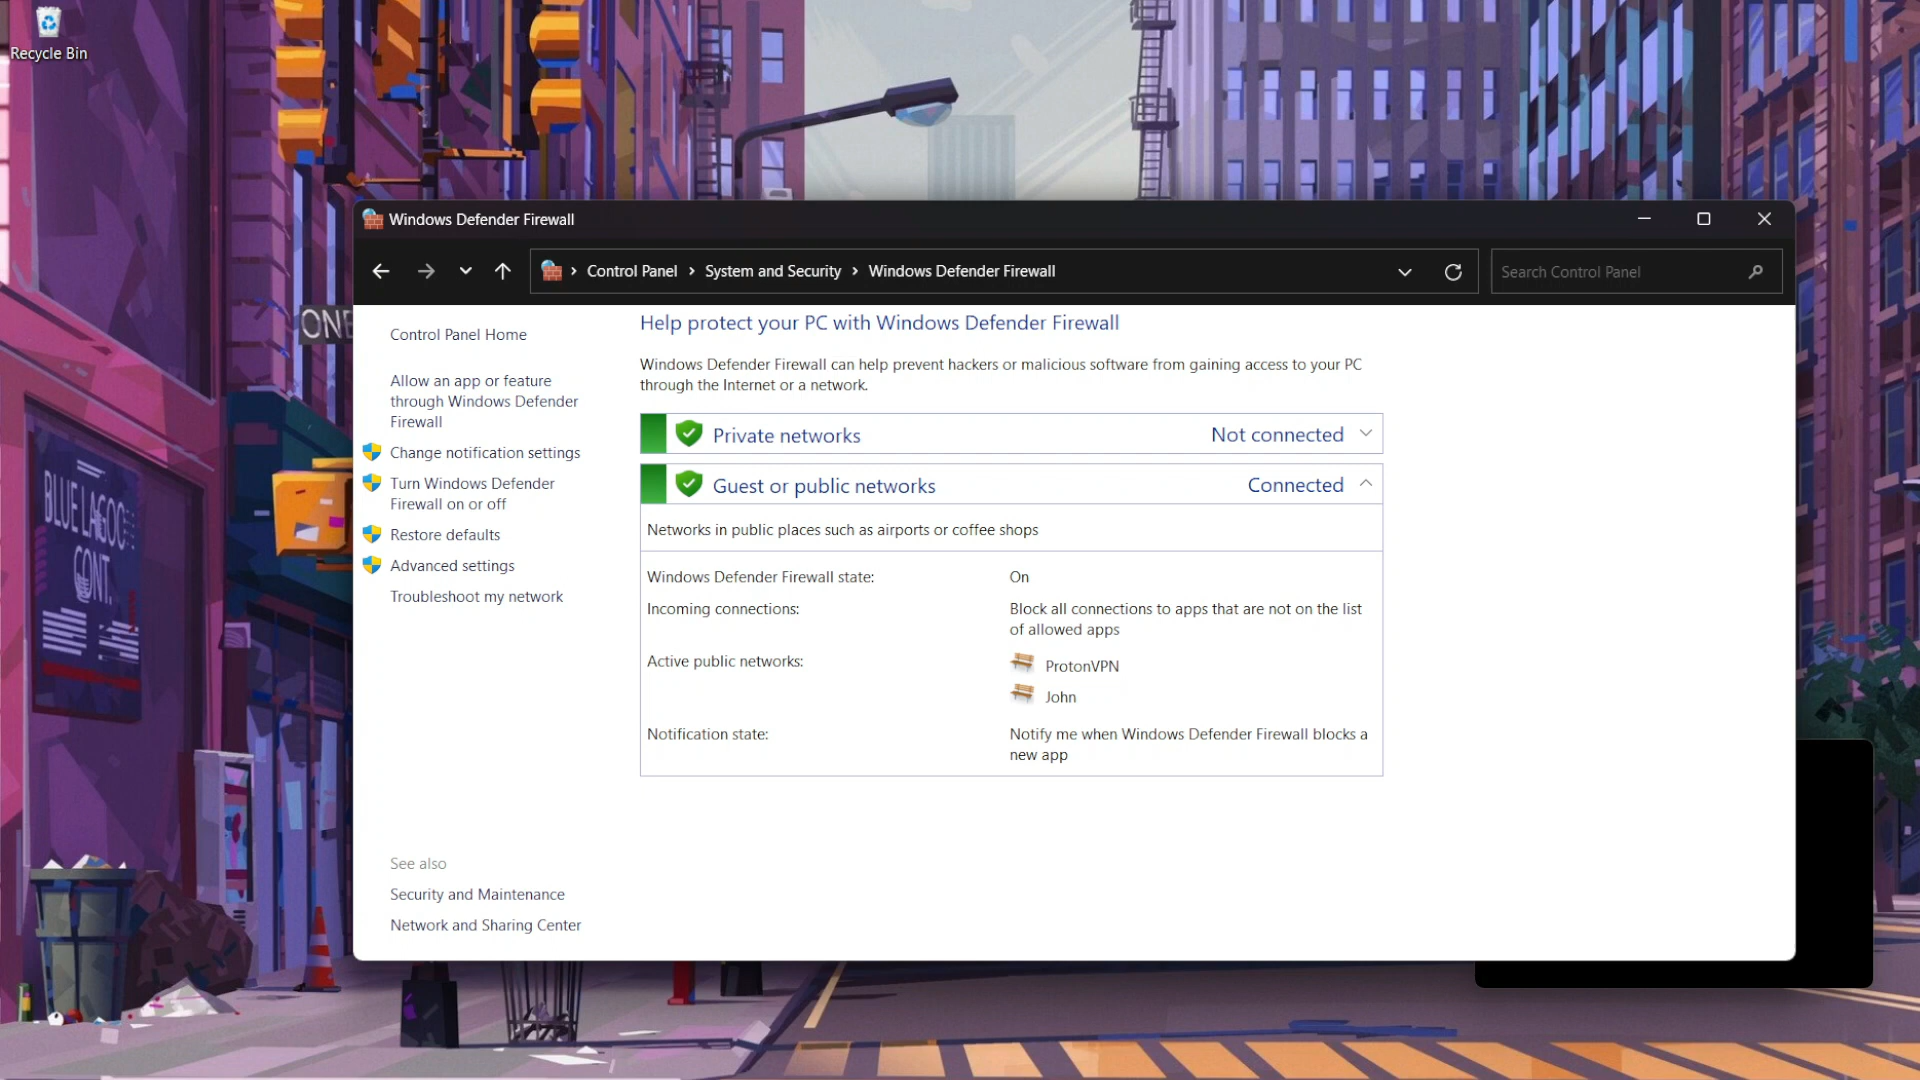 Recycle Bin
Windows Defender Firewall
Control Panel
System and Security
Windows Defender Firewall
Search Control Panel
ONE
Control Panel Home
Allow an app or feature
through Windows Defender
Firewall
Change notification settings
Turn Windows Defender
Firewall on or off
Restore defaults
Advanced settings
Troubleshoot my network
See also
Security and Maintenance
Network and Sharing Center
Help protect your PC with Windows Defender Firewall
Windows Defender Firewall can help prevent hackers or malicious software from gaining access to your PC
through the Internet or a network.
Private networks Not connected
Guest or public networks Connected
Networks in public places such as airports or coffee shops
Windows Defender Firewall state: On
Incoming connections: Block all connections to apps that are not on the list
of allowed apps
Active public networks: ProtonVPN
John
Notification state: Notify me when Windows Defender Firewall blocks a
new app
BLUE LAGOO
CONT.